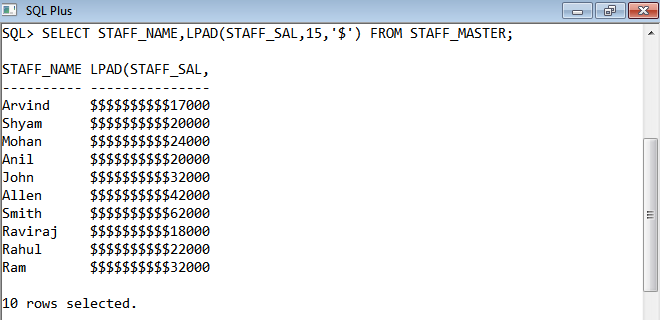 SQL Plus
SQL> SELECT STAFF_NAME,LPAD(STAFF_SAL,15,'$') FROM STAFF_MASTER;
STAFF_NAME LPAD(STAFF_SAL,
---------- ---------------
Arvind     $$$$$$$$$$17000
Shyam      $$$$$$$$$$20000
Mohan      $$$$$$$$$$24000
Anil       $$$$$$$$$$20000
John       $$$$$$$$$$32000
Allen      $$$$$$$$$$42000
Smith      $$$$$$$$$$62000
Raviraj    $$$$$$$$$$18000
Rahul      $$$$$$$$$$22000
Ram        $$$$$$$$$$32000
10 rows selected.